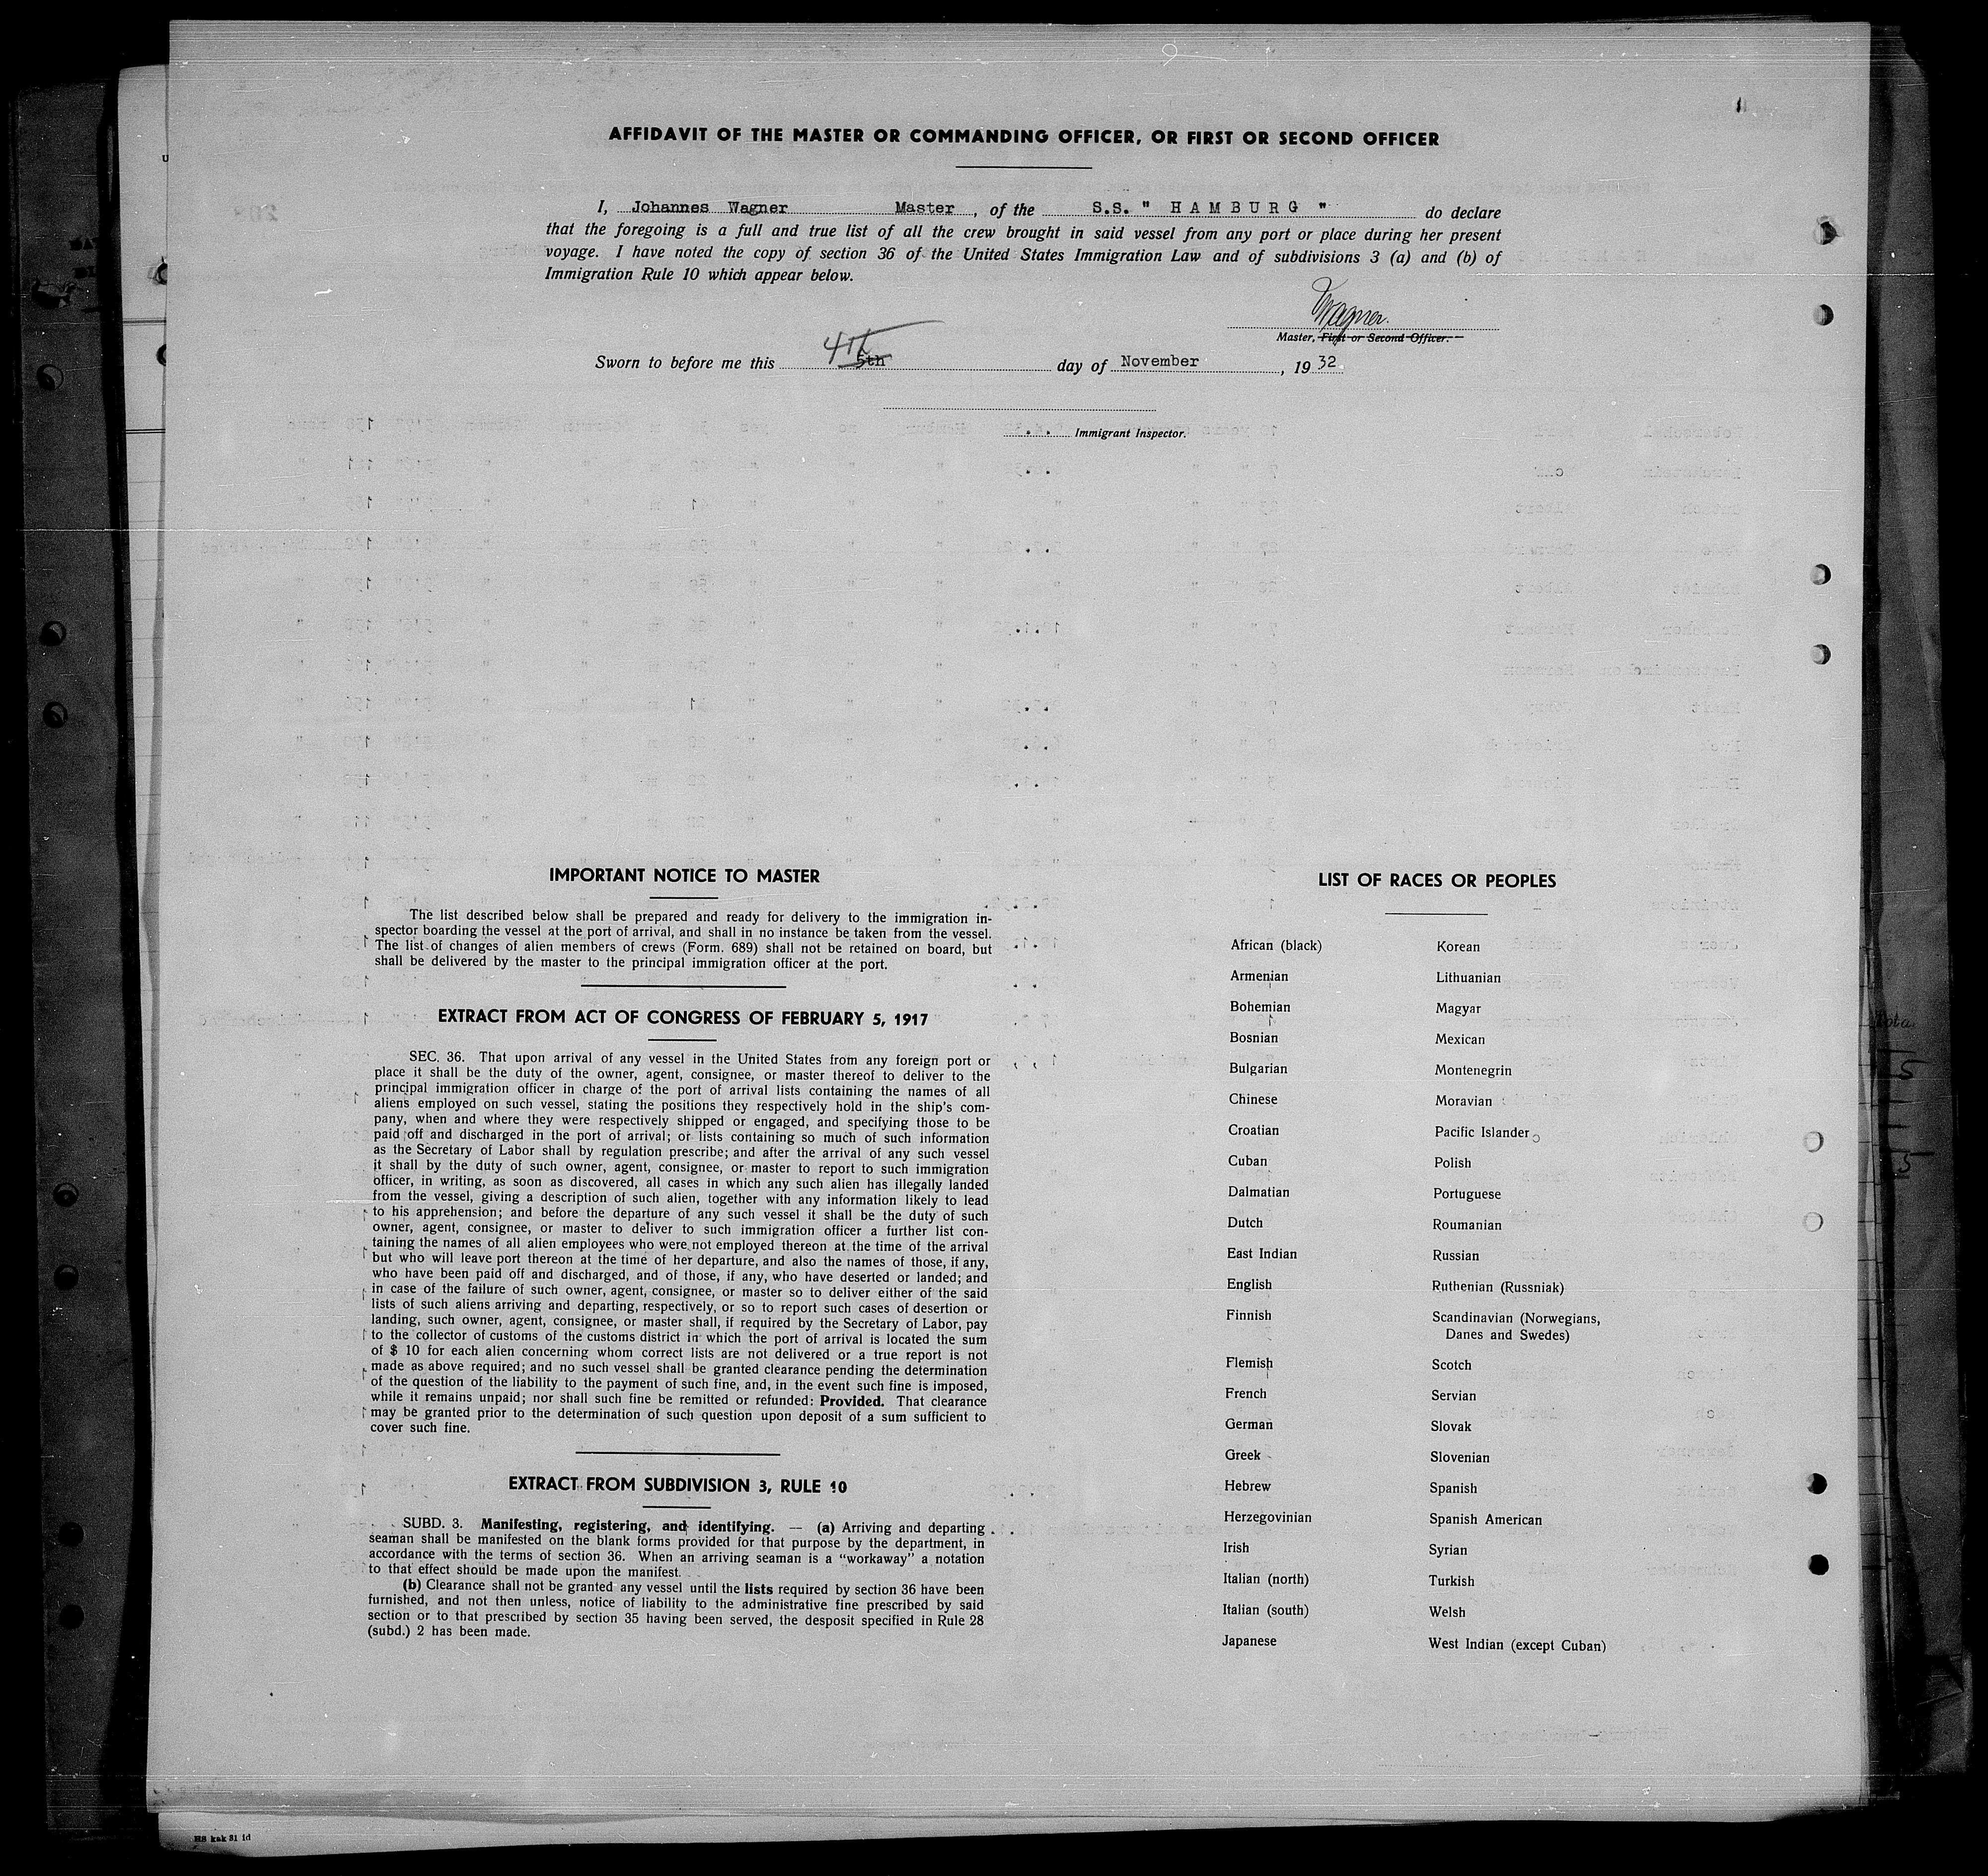 AFFIDAVIT OF THE MASTER OR COMMANDING OFFICER, OR FIRST OR SECOND OFFICER
I, Johannes Wagner Master, of the S.S. " H A M B U R G " do declare
that the foregoing is a full and true list of all the crew brought in said vessel from any port or place during her present
voyage. I have noted the copy of section 36 of the United States Immigration Law and of subdivisions 3 (a) and (b) of
Immigration Rule 10 which appear below.
Wagner.
Master, First or Second Officer.
4th
Sworn to before me this 5th day of November, 1932
Immigrant Inspector.
IMPORTANT NOTICE TO MASTER
The list described below shall be prepared and ready for delivery to the immigration in-
spector boarding the vessel at the port of arrival, and shall in no instance be taken from the vessel.
The list of changes of alien members of crews (Form. 689) shall not be retained on board, but
shall be delivered by the master to the principal immigration officer at the port.
EXTRACT FROM ACT OF CONGRESS OF FEBRUARY 5, 1917
SEC. 36. That upon arrival of any vessel in the United States from any foreign port or
place it shall be the duty of the owner, agent, consignee, or master thereof to deliver to the
principal immigration officer in charge of the port of arrival lists containing the names of all
aliens employed on such vessel, stating the positions they respectively hold in the ship's com-
pany, when and where they were respectively shipped or engaged, and specifying those to be
paid off and discharged in the port of arrival; or lists containing so much of such information
as the Secretary of Labor shall by regulation prescribe; and after the arrival of any such vessel
it shall by the duty of such owner, agent, consignee, or master to report to such immigration
officer, in writing, as soon as discovered, all cases in which any such alien has illegally landed
from the vessel, giving a description of such alien, together with any information likely to lead
to his apprehension; and before the departure of any such vessel it shall be the duty of such
owner, agent, consignee, or master to deliver to such immigration officer a further list con-
taining the names of all alien employees who were not employed thereon at the time of the arrival
but who will leave port thereon at the time of her departure, and also the names of those, if any,
who have been paid off and discharged, and of those, if any, who have deserted or landed; and
in case of the failure of such owner, agent, consignee, or master so to deliver either of the said
lists of such aliens arriving and departing, respectively, or so to report such cases of desertion or
landing, such owner, agent, consignee, or master shall, if required by the Secretary of Labor, pay
to the collector of customs of the customs district in which the port of arrival is located the sum
of $ 10 for each alien concerning whom correct lists are not delivered or a true report is not
made as above required; and no such vessel shall be granted clearance pending the determination
of the question of the liability to the payment of such fine, and, in the event such fine is imposed,
while it remains unpaid; nor shall such fine be remitted or refunded: Provided. That clearance
may be granted prior to the determination of such question upon deposit of a sum sufficient to
cover such fine.
EXTRACT FROM SUBDIVISION 3, RULE 10
SUBD. 3. Manifesting, registering, and identifying. — (a) Arriving and departing
seaman shall be manifested on the blank forms provided for that purpose by the department, in
accordance with the terms of section 36. When an arriving seaman is a “workaway” a notation
to that effect should be made upon the manifest.
(b) Clearance shall not be granted any vessel until the lists required by section 36 have been
furnished, and not then unless, notice of liability to the administrative fine prescribed by said
section or to that prescribed by section 35 having been served, the desposit specified in Rule 28
(subd.) 2 has been made.
LIST OF RACES OR PEOPLES
African (black)
Armenian
Bohemian
Bosnian
Bulgarian
Chinese
Croatian
Cuban
Dalmatian
Dutch
East Indian
English
Finnish
Flemish
French
German
Greek
Hebrew
Herzegovinian
Irish
Italian (north)
Italian (south)
Japanese
Korean
Lithuanian
Magyar
Mexican
Montenegrin
Moravian
Pacific Islander
Polish
Portuguese
Roumanian
Russian
Ruthenian (Russniak)
Scandinavian (Norwegians,
Danes and Swedes)
Scotch
Servian
Slovak
Slovenian
Spanish
Spanish American
Syrian
Turkish
Welsh
West Indian (except Cuban)
HS kak 31 id